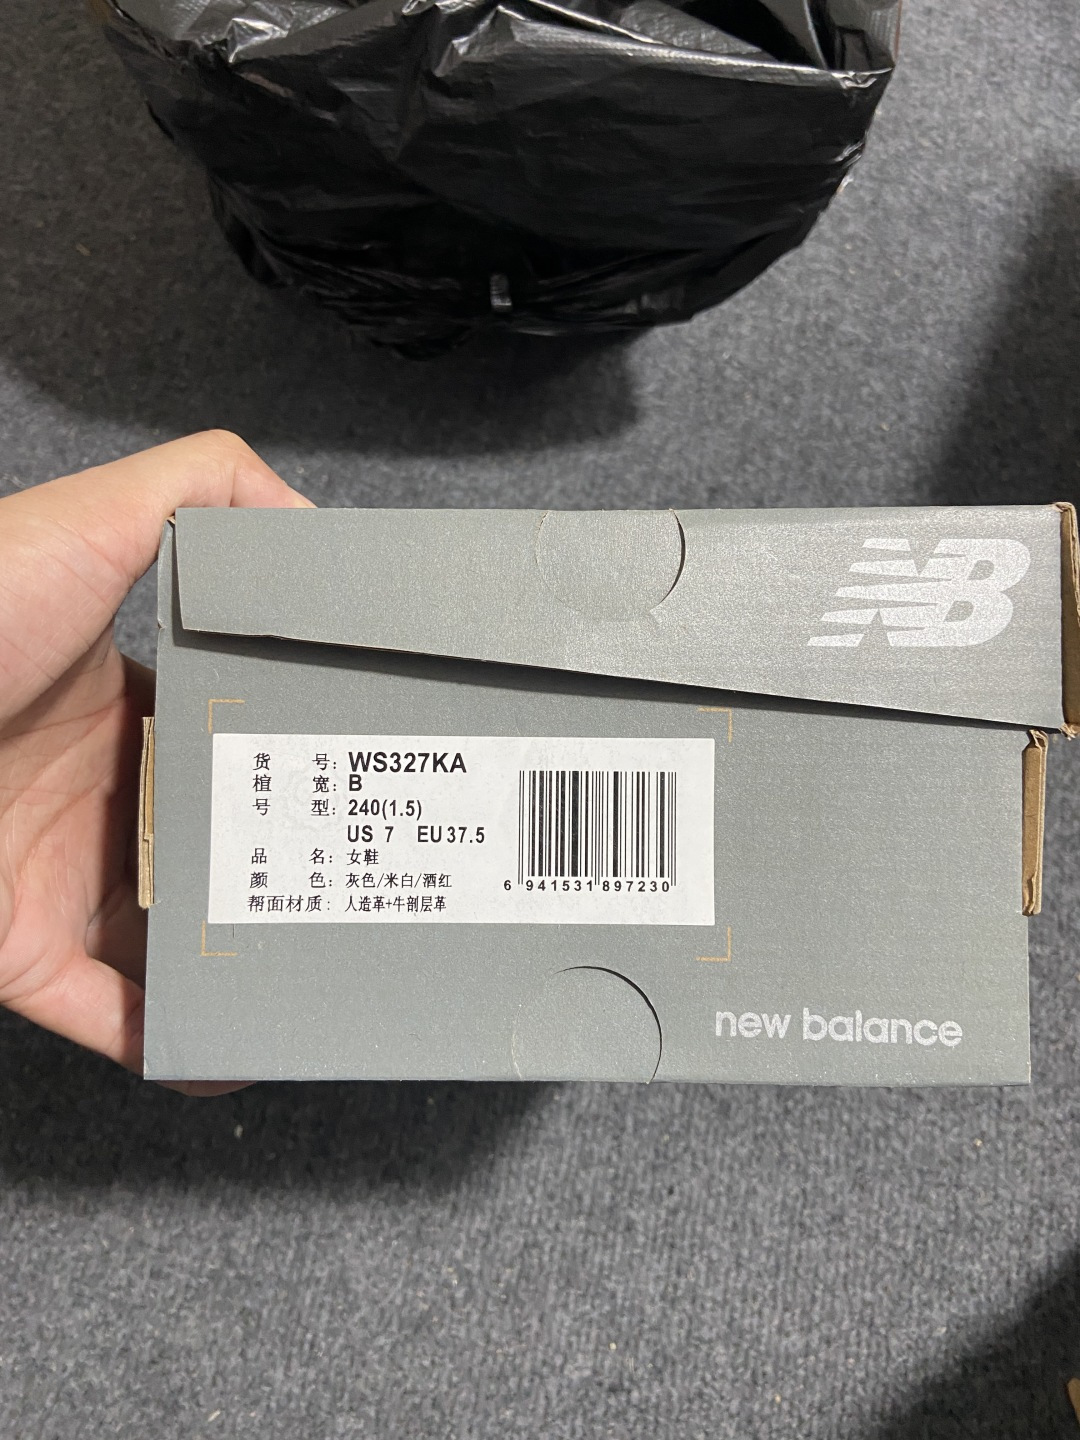 NB
货 号: WS327KA
楦 宽: B
号 型: 240(1.5)
US 7 EU 37.5
品 名: 女鞋
颜 色: 灰色/米白/酒红
帮面材质: 人造革+牛剖层革
6 941531 897230
new balance